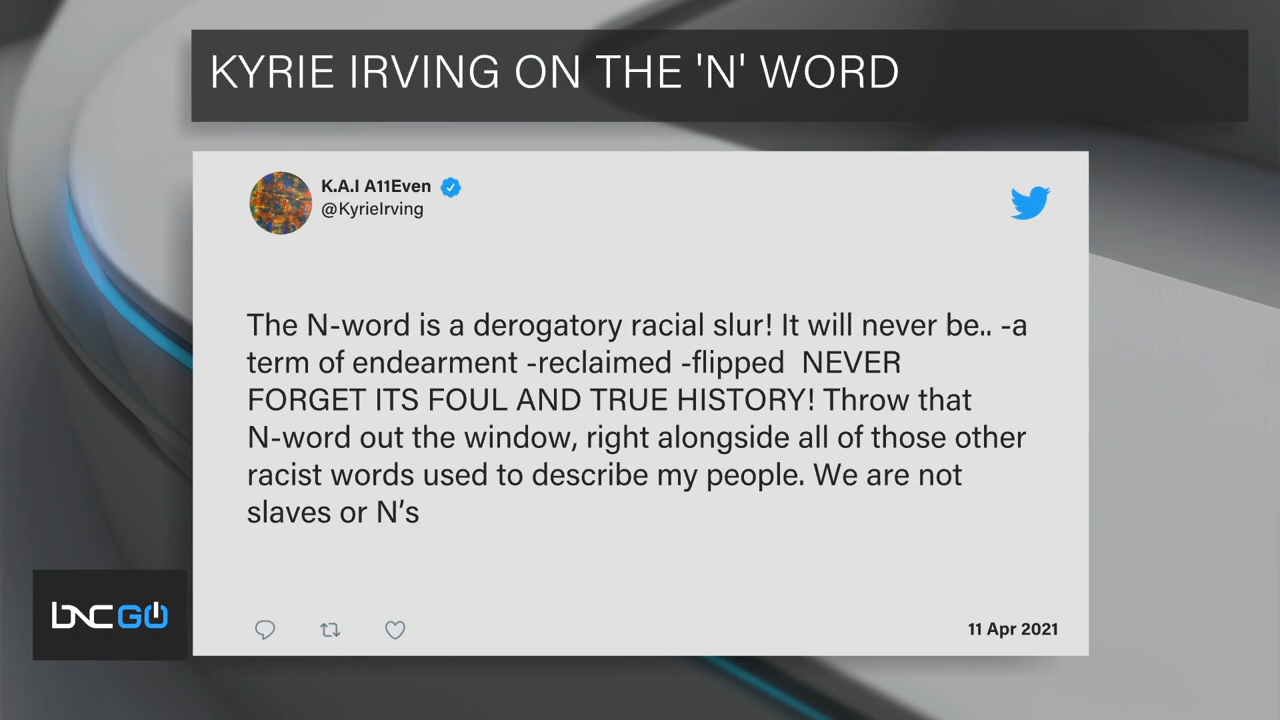 KYRIE IRVING ON THE 'N' WORD
K.A.I A11Even
@KyrieIrving
The N-word is a derogatory racial slur! It will never be.. -a
term of endearment -reclaimed -flipped  NEVER
FORGET ITS FOUL AND TRUE HISTORY! Throw that
N-word out the window, right alongside all of those other
racist words used to describe my people. We are not
slaves or N’s
BNC GO
11 Apr 2021